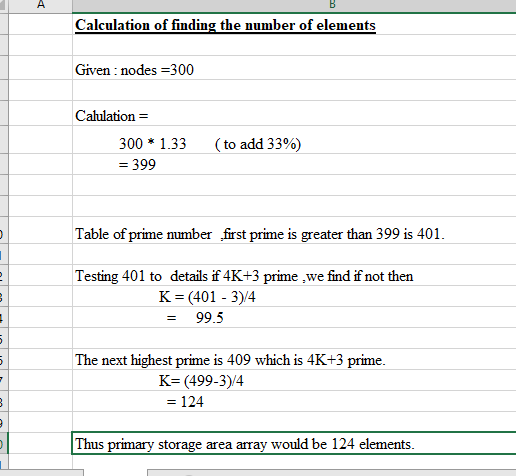 A B
Calculation of finding the number of elements
Given : nodes =300
Calulation =
300 * 1.33 ( to add 33%)
= 399
Table of prime number ,first prime is greater than 399 is 401.
Testing 401 to details if 4K+3 prime ,we find if not then
K = (401 - 3)/4
= 99.5
The next highest prime is 409 which is 4K+3 prime.
K= (499-3)/4
= 124
Thus primary storage area array would be 124 elements.